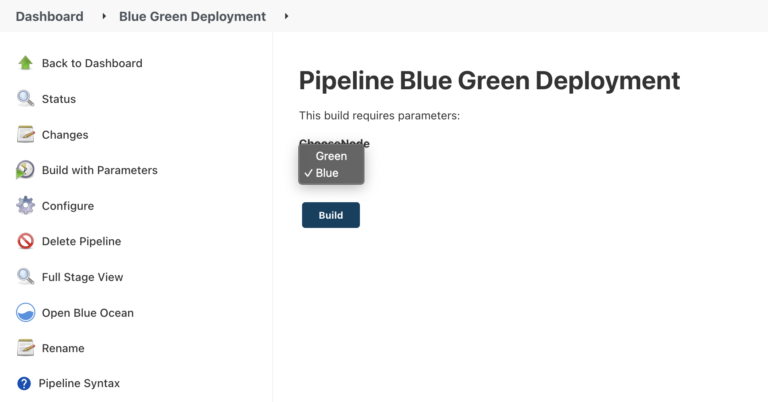 Dashboard ▸ Blue Green Deployment ▸
Back to Dashboard
Status
Changes
Build with Parameters
Configure
Delete Pipeline
Full Stage View
Open Blue Ocean
Rename
? Pipeline Syntax
Pipeline Blue Green Deployment
This build requires parameters:
ChooseNode
Green
✓ Blue
Build